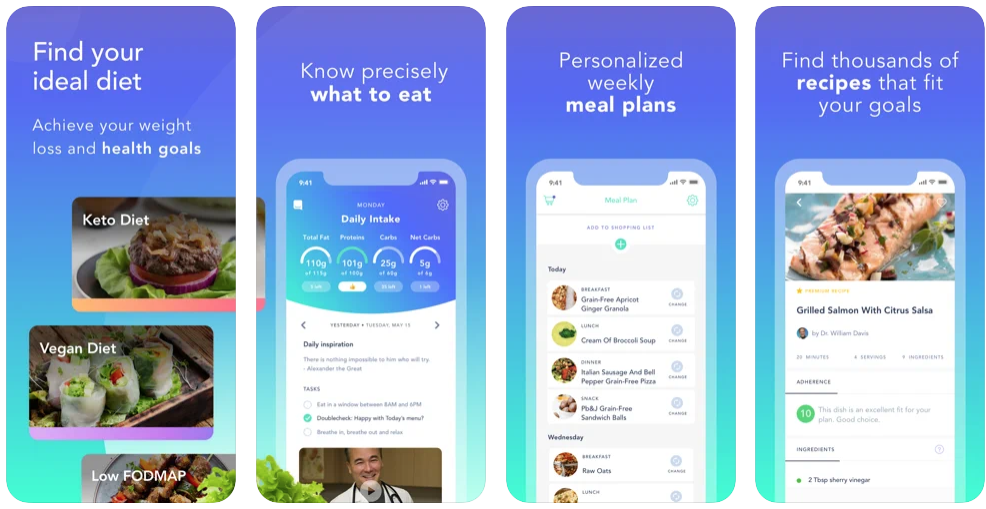 Find your
ideal diet
Achieve your weight
loss and health goals
Keto Diet
Vegan Diet
Low FODMAP
Know precisely
what to eat
9:41
MONDAY
Daily Intake
Total Fat
Proteins
Carbs
Net Carbs
110g
101g
25g
5g
of 115g
of 100g
of 60g
of 6g
5 left
35 left
1 left
YESTERDAY • TUESDAY, MAY 15
Daily inspiration
There is nothing impossible to him who will try.
- Alexander the Great
TASKS
Eat in a window between 8AM and 6PM
Doublecheck: Happy with Today's menu?
Breathe in, breathe out and relax
Personalized
weekly
meal plans
9:41
Meal Plan
ADD TO SHOPPING LIST
Today
BREAKFAST
Grain-Free Apricot
Ginger Granola
CHANGE
LUNCH
Cream Of Broccoli Soup
CHANGE
DINNER
Italian Sausage And Bell
Pepper Grain-Free Pizza
CHANGE
SNACK
Pb&J Grain-Free
Sandwich Balls
CHANGE
Wednesday
BREAKFAST
Raw Oats
CHANGE
LUNCH
Find thousands of
recipes that fit
your goals
9:41
PREMIUM RECIPE
Grilled Salmon With Citrus Salsa
by Dr. William Davis
MINUTES
SERVINGS
INGREDIENTS
ADHERENCE
10
This dish is an excellent fit for your
plan. Good choice.
INGREDIENTS
?
2 Tbsp sherry vinegar